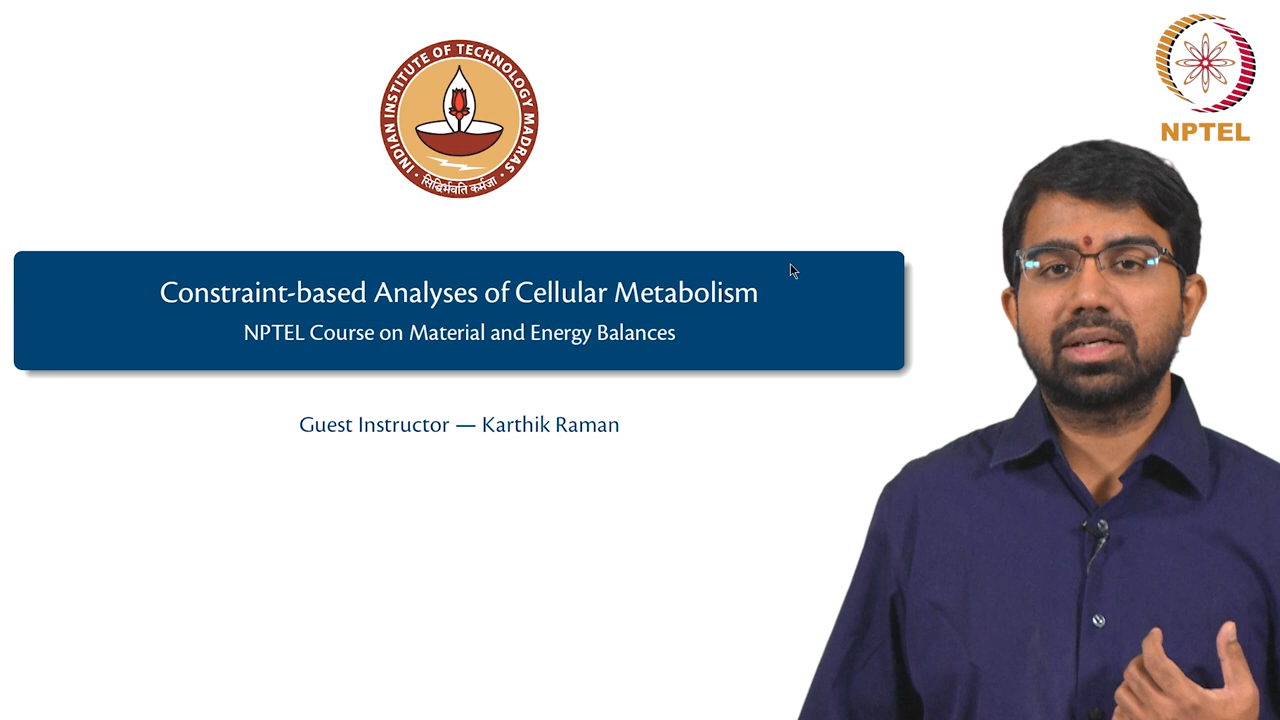 INDIAN INSTITUTE OF TECHNOLOGY MADRAS
सिद्धिर्भवति कर्मजा
NPTEL
Constraint-based Analyses of Cellular Metabolism
NPTEL Course on Material and Energy Balances
Guest Instructor — Karthik Raman